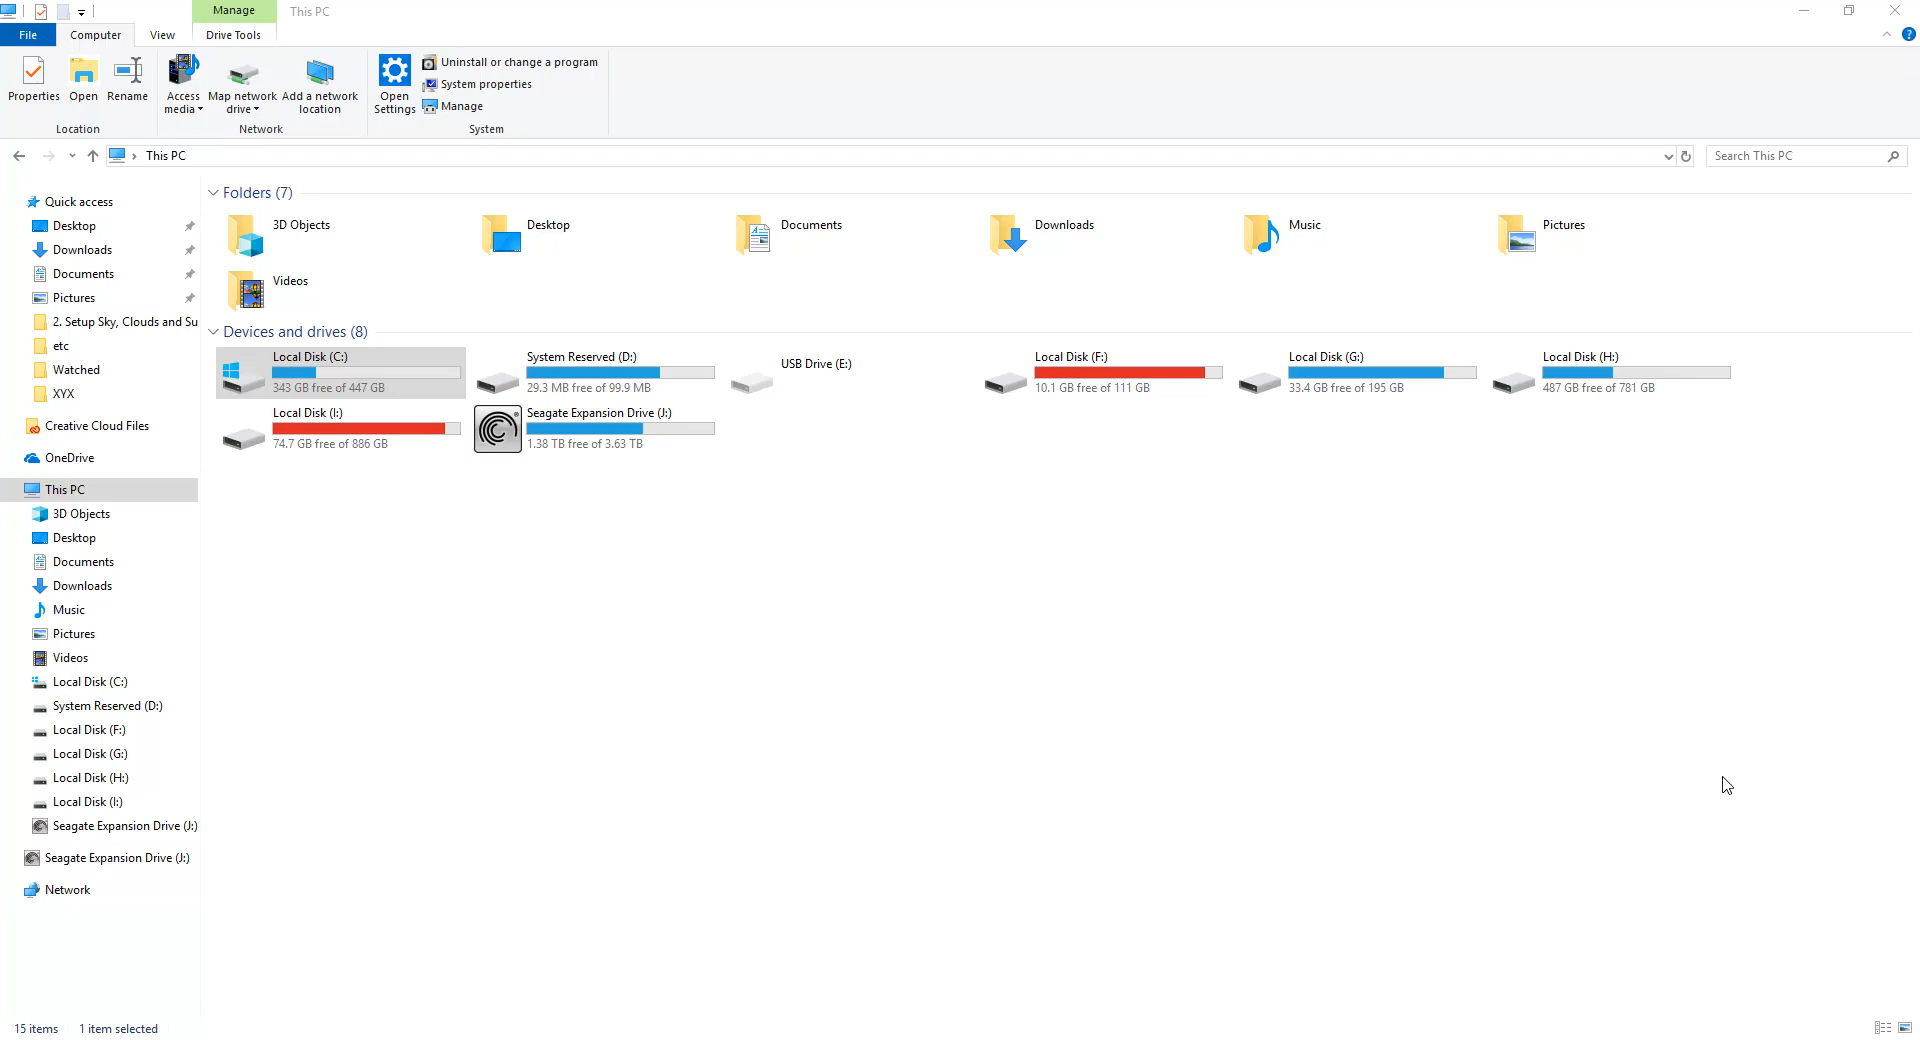 Manage
This PC
File
Computer
View
Drive Tools
Properties
Open
Rename
Access media
Map network drive
Add a network location
Open Settings
Uninstall or change a program
System properties
Manage
Location
Network
System
This PC
Search This PC
Quick access
Desktop
Downloads
Documents
Pictures
2. Setup Sky, Clouds and Su
etc
Watched
XYX
Creative Cloud Files
OneDrive
This PC
3D Objects
Desktop
Documents
Downloads
Music
Pictures
Videos
Local Disk (C:)
System Reserved (D:)
Local Disk (F:)
Local Disk (G:)
Local Disk (H:)
Local Disk (I:)
Seagate Expansion Drive (J:)
Seagate Expansion Drive (J:)
Network
Folders (7)
3D Objects
Desktop
Documents
Downloads
Music
Pictures
Videos
Devices and drives (8)
Local Disk (C:)
343 GB free of 447 GB
System Reserved (D:)
29.3 MB free of 99.9 MB
USB Drive (E:)
Local Disk (F:)
10.1 GB free of 111 GB
Local Disk (G:)
33.4 GB free of 195 GB
Local Disk (H:)
487 GB free of 781 GB
Local Disk (I:)
74.7 GB free of 886 GB
Seagate Expansion Drive (J:)
1.38 TB free of 3.63 TB
15 items
1 item selected